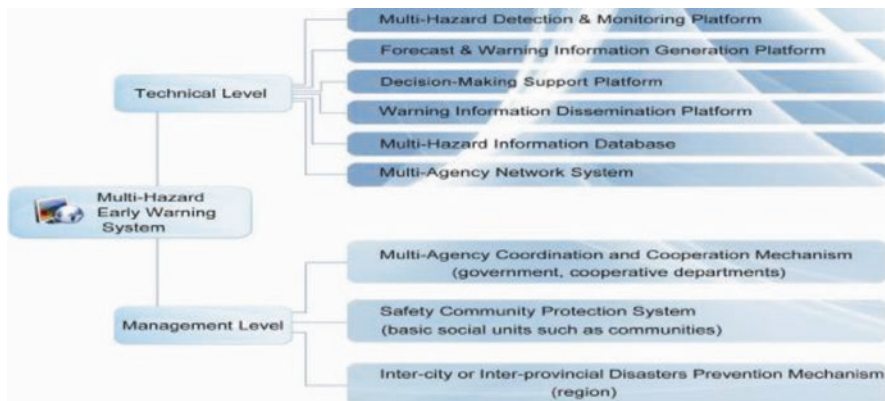 Multi-Hazard Detection & Monitoring Platform
Forecast & Warning Information Generation Platform
Technical Level
Decision-Making Support Platform
Warning Information Dissemination Platform
Multi-Hazard Information Database
Multi-Agency Network System
Multi-Hazard
Early Warning
System
Multi-Agency Coordination and Cooperation Mechanism
(government, cooperative departments)
Management Level
Safety Community Protection System
(basic social units such as communities)
Inter-city or Inter-provincial Disasters Prevention Mechanism
(region)